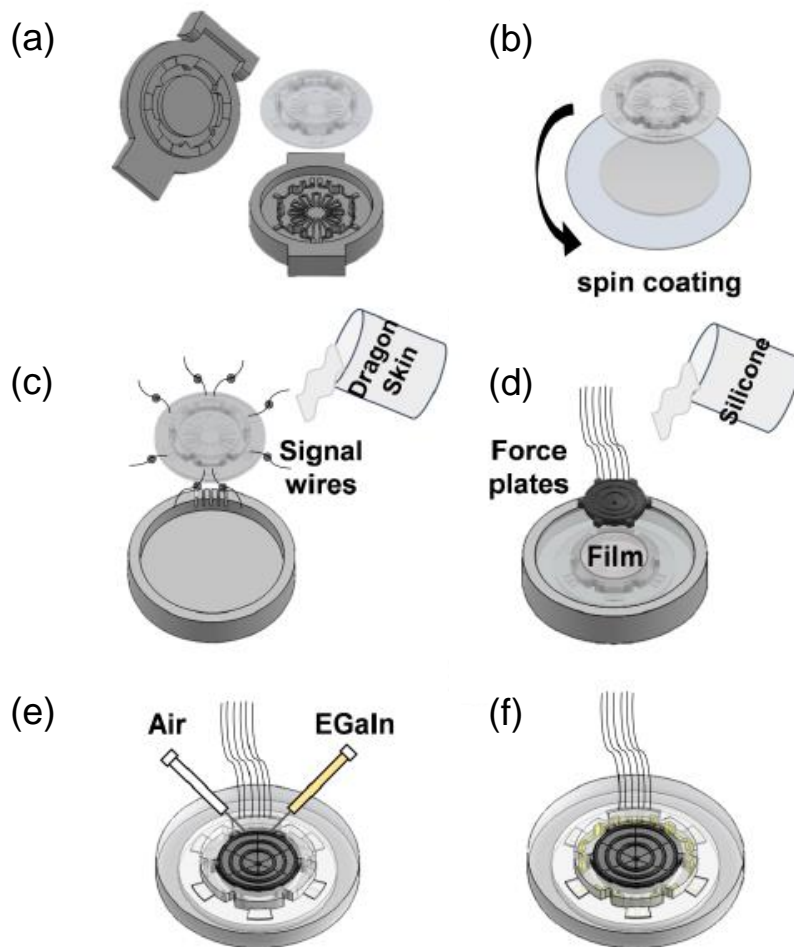 (a)
(b)
spin coating
(c)
Dragon
Skin
Signal
wires
(d)
Silicone
Force
plates
Film
(e)
Air
EGaIn
(f)